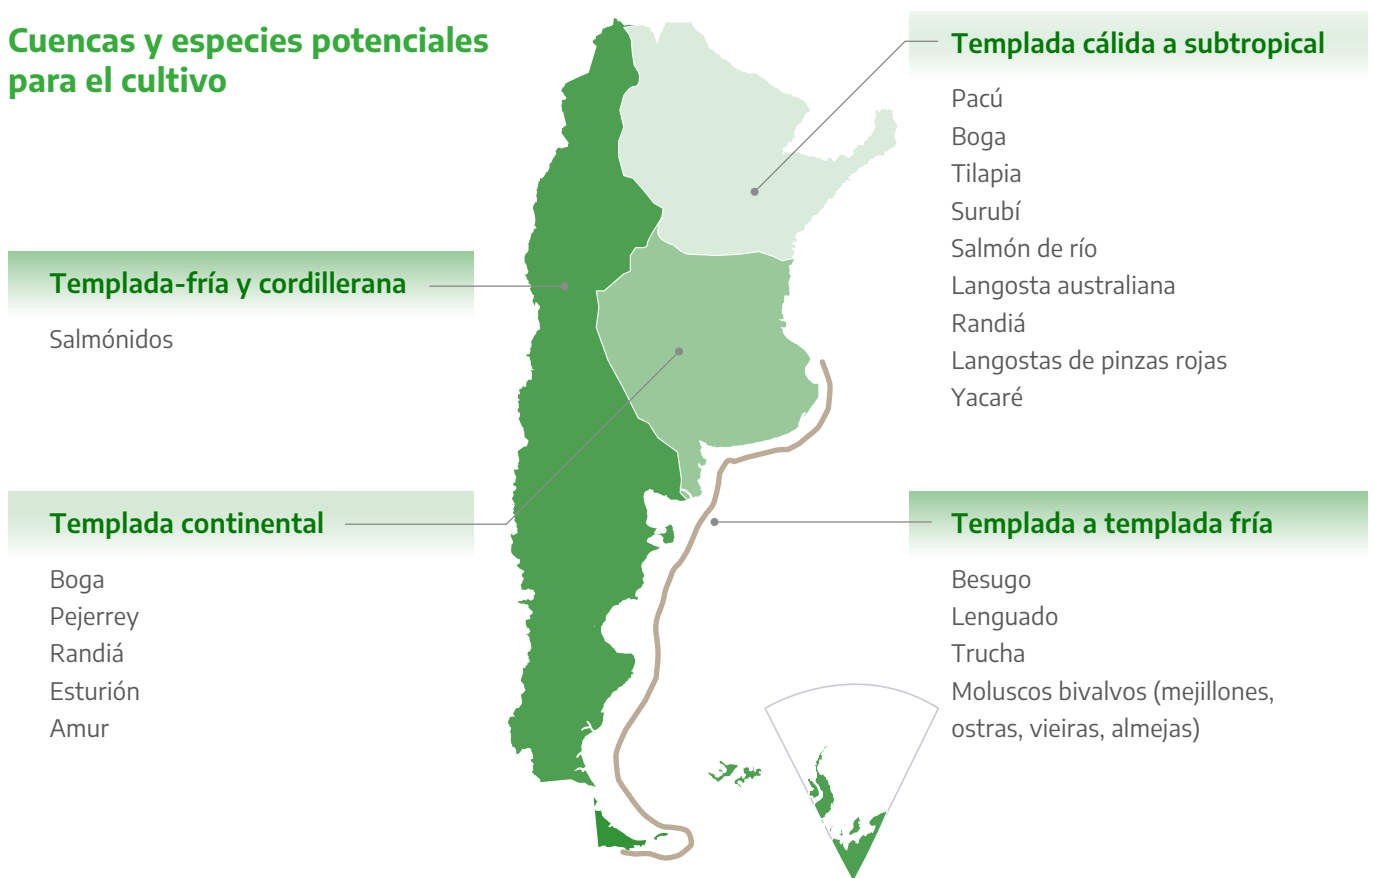 Cuencas y especies potenciales
para el cultivo
Templada-fría y cordillerana
Salmónidos
Templada continental
Boga
Pejerrey
Randiá
Esturión
Amur
Templada cálida a subtropical
Pacú
Boga
Tilapia
Surubí
Salmón de río
Langosta australiana
Randiá
Langostas de pinzas rojas
Yacaré
Templada a templada fría
Besugo
Lenguado
Trucha
Moluscos bivalvos (mejillones,
ostras, vieiras, almejas)